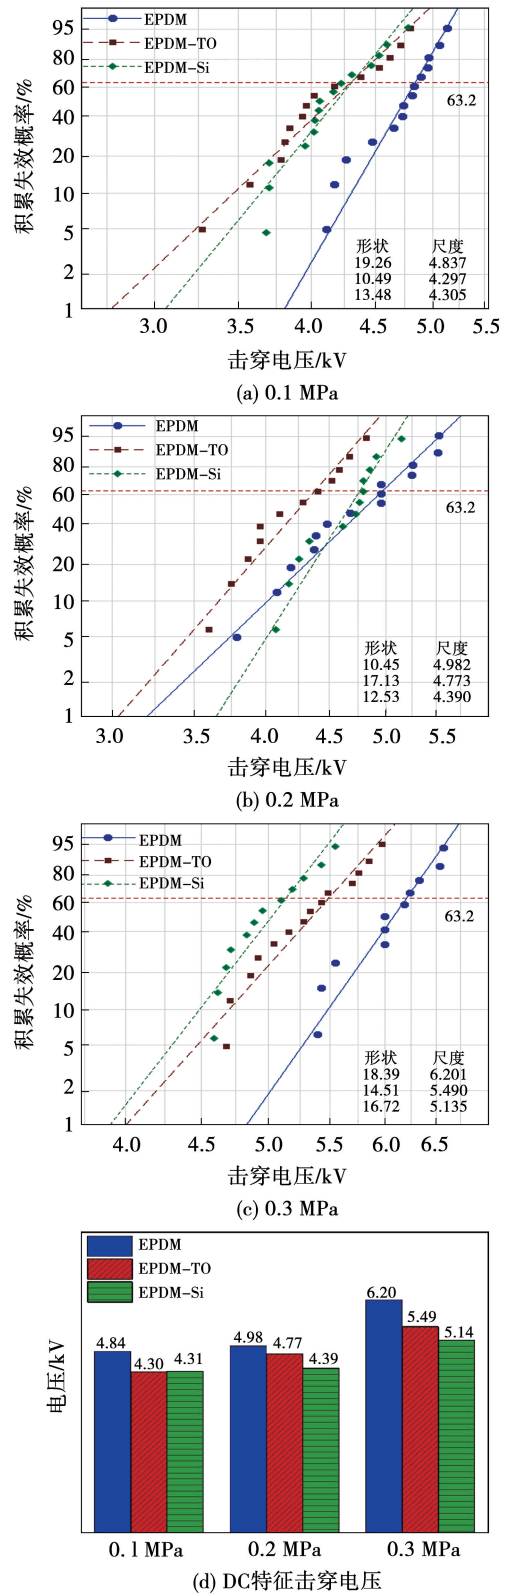 95
80
60
40
20
10
5
2
1
积累失效概率/%
EPDM
EPDM-TO
EPDM-Si
63.2
形状 尺度
19.26 4.837
10.49 4.297
13.48 4.305
3.0 3.5 4.0 4.5 5.0 5.5
击穿电压/kV
(a) 0.1 MPa
95
80
60
40
20
10
5
2
1
积累失效概率/%
EPDM
EPDM-TO
EPDM-Si
63.2
形状 尺度
10.45 4.982
17.13 4.773
12.53 4.390
3.0 3.5 4.0 4.5 5.0 5.5
击穿电压/kV
(b) 0.2 MPa
95
80
60
40
20
10
5
2
1
积累失效概率/%
EPDM
EPDM-TO
EPDM-Si
63.2
形状 尺度
18.39 6.201
14.51 5.490
16.72 5.135
4.0 4.5 5.0 5.5 6.0 6.5
击穿电压/kV
(c) 0.3 MPa
电压/kV
EPDM
EPDM-TO
EPDM-Si
4.84 4.30 4.31
4.98 4.77 4.39
6.20 5.49 5.14
0.1 MPa 0.2 MPa 0.3 MPa
(d) DC特征击穿电压